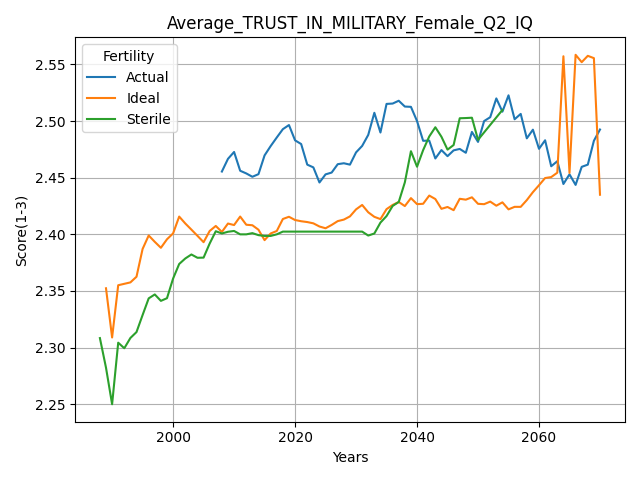 Average_TRUST_IN_MILITARY_Female_Q2_IQ
Fertility
Actual
Ideal
Sterile
2.55
2.50
2.45
2.40
2.35
2.30
2.25
Score(1-3)
2000
2020
2040
2060
Years